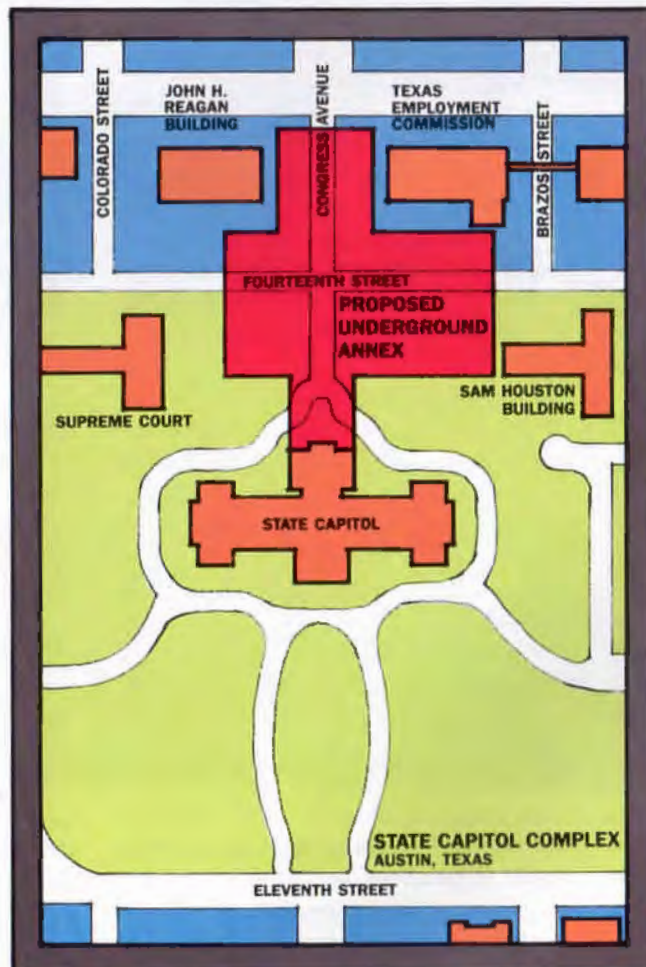 COLORADO STREET
JOHN H.
REAGAN
BUILDING
CONGRESS AVENUE
TEXAS
EMPLOYMENT
COMMISSION
BRAZOS STREET
FOURTEENTH STREET
PROPOSED
UNDERGROUND
ANNEX
SUPREME COURT
SAM HOUSTON
BUILDING
STATE CAPITOL
STATE CAPITOL COMPLEX
AUSTIN, TEXAS
ELEVENTH STREET